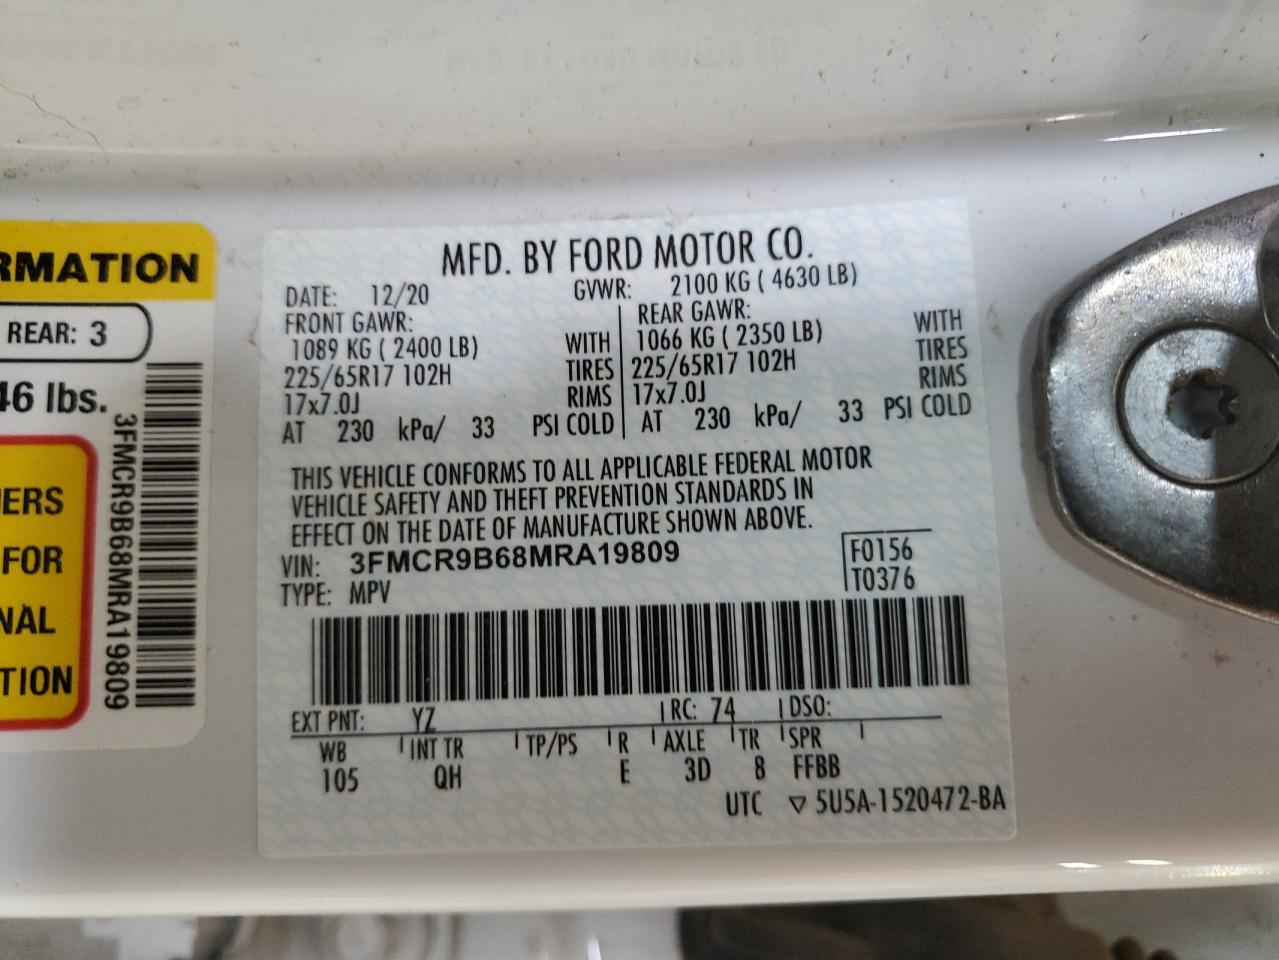 RMATION
REAR: 3
46 lbs.
ERS
FOR
NAL
TION
3FMCR9B68MRA19809
MFD. BY FORD MOTOR CO.
DATE: 12/20 GVWR: 2100 KG ( 4630 LB)
FRONT GAWR: REAR GAWR:
1089 KG ( 2400 LB) WITH 1066 KG ( 2350 LB) WITH
225/65R17 102H TIRES 225/65R17 102H TIRES
17x7.0J RIMS 17x7.0J RIMS
AT 230 kPa/ 33 PSI COLD AT 230 kPa/ 33 PSI COLD
THIS VEHICLE CONFORMS TO ALL APPLICABLE FEDERAL MOTOR
VEHICLE SAFETY AND THEFT PREVENTION STANDARDS IN
EFFECT ON THE DATE OF MANUFACTURE SHOWN ABOVE.
VIN: 3FMCR9B68MRA19809 F0156
TYPE: MPV T0376
EXT PNT: YZ RC: 74 DSO:
WB INT TR TP/PS R AXLE TR SPR
105 QH E 3D 8 FFBB
UTC ▽ 5U5A-1520472-BA